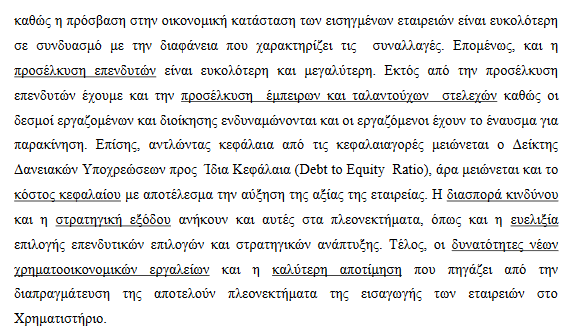 καθώς η πρόσβαση στην οικονομική κατάσταση των εισηγμένων εταιρειών είναι ευκολότερη
σε συνδυασμό με την διαφάνεια που χαρακτηρίζει τις συναλλαγές. Επομένως, και η
προσέλκυση επενδυτών είναι ευκολότερη και μεγαλύτερη. Εκτός από την προσέλκυση
επενδυτών έχουμε και την προσέλκυση έμπειρων και ταλαντούχων στελεχών καθώς οι
δεσμοί εργαζομένων και διοίκησης ενδυναμώνονται και οι εργαζόμενοι έχουν το έναυσμα για
παρακίνηση. Επίσης, αντλώντας κεφάλαια από τις κεφαλαιαγορές μειώνεται ο Δείκτης
Δανειακών Υποχρεώσεων προς Ίδια Κεφάλαια (Debt to Equity Ratio), άρα μειώνεται και το
κόστος κεφαλαίου με αποτέλεσμα την αύξηση της αξίας της εταιρείας. Η διασπορά κινδύνου
και η στρατηγική εξόδου ανήκουν και αυτές στα πλεονεκτήματα, όπως και η ευελιξία
επιλογής επενδυτικών επιλογών και στρατηγικών ανάπτυξης. Τέλος, οι δυνατότητες νέων
χρηματοοικονομικών εργαλείων και η καλύτερη αποτίμηση που πηγάζει από την
διαπραγμάτευση της αποτελούν πλεονεκτήματα της εισαγωγής των εταιρειών στο
Χρηματιστήριο.